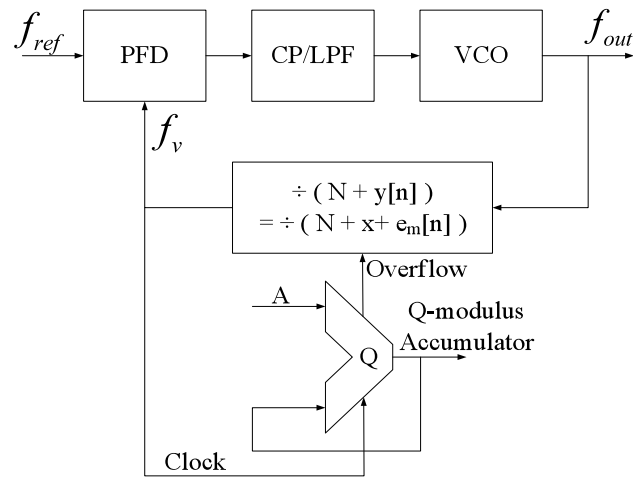 f_ref
PFD
CP/LPF
VCO
f_out
f_v
÷ ( N + y[n] )
= ÷ ( N + x+ e_m[n] )
Overflow
A
Q-modulus
Accumulator
Q
Clock